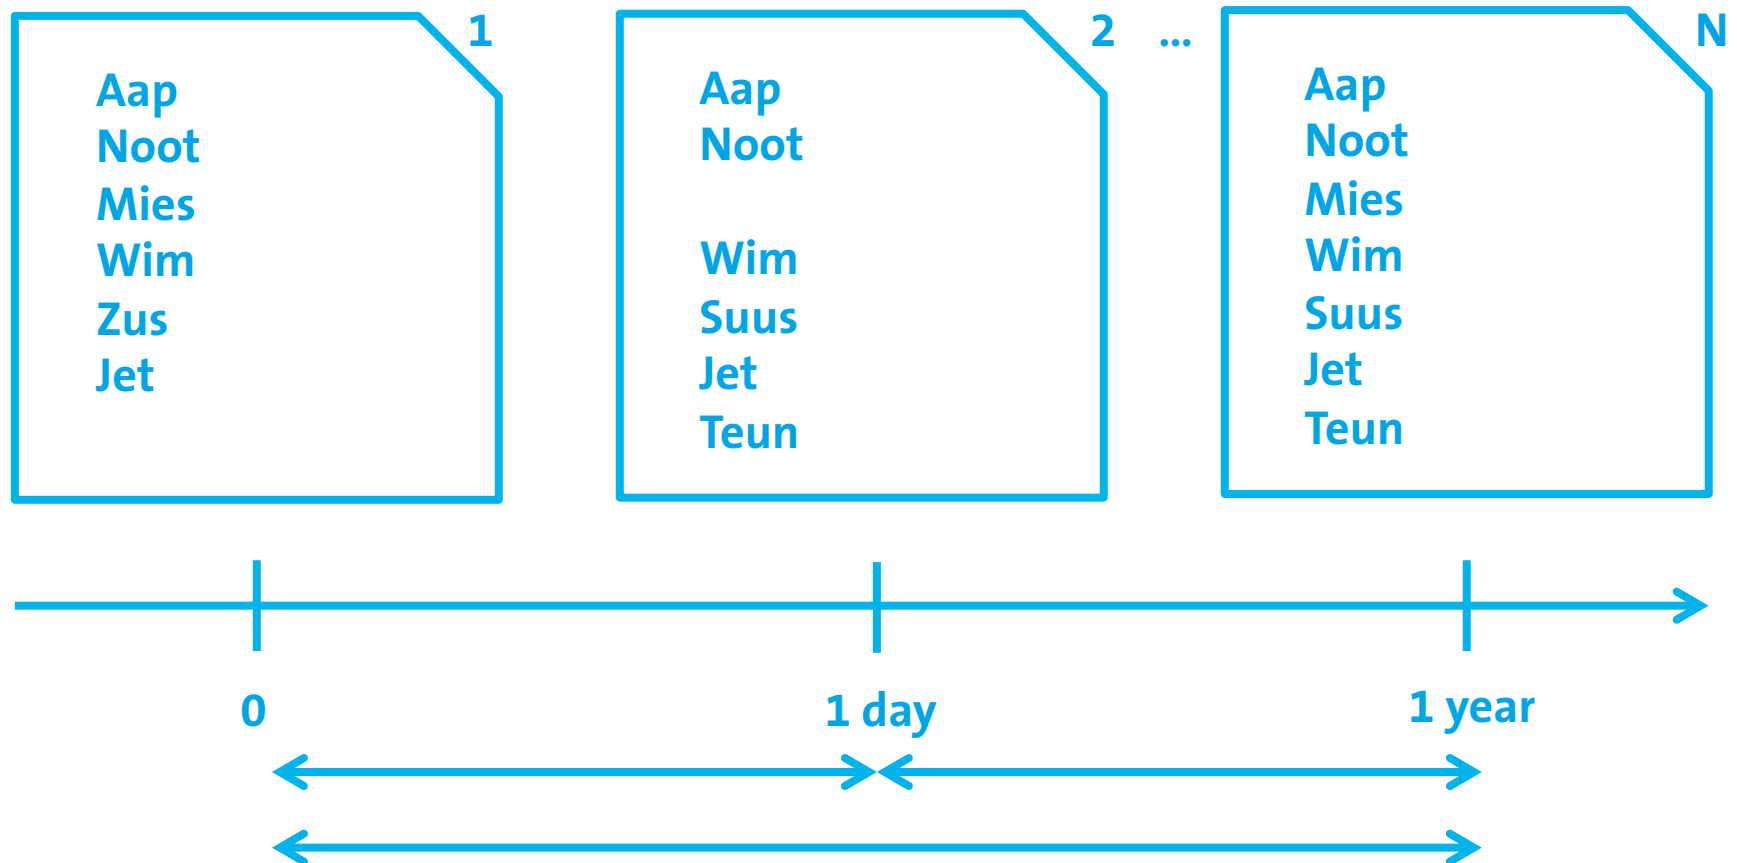 1
Aap
Noot
Mies
Wim
Zus
Jet
2
Aap
Noot
Wim
Suus
Jet
Teun
...
N
Aap
Noot
Mies
Wim
Suus
Jet
Teun
0
1 day
1 year